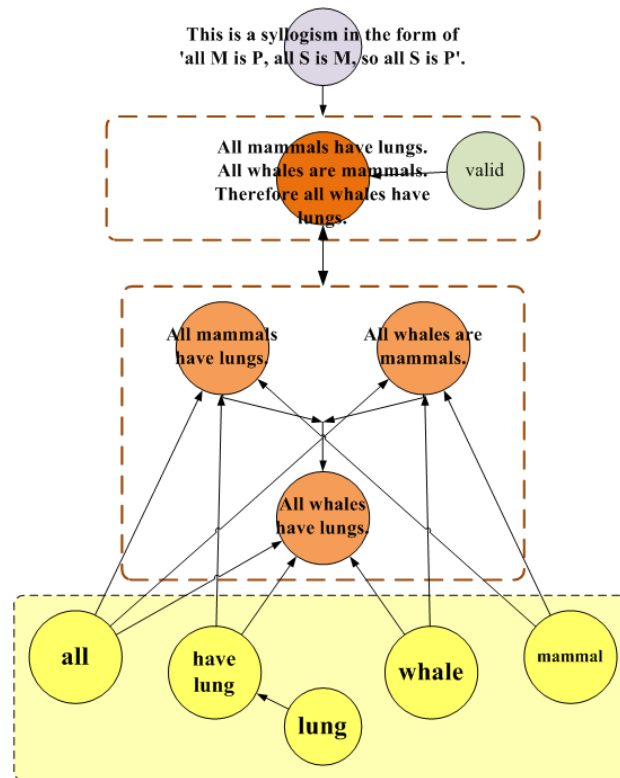 This is a syllogism in the form of
'all M is P, all S is M, so all S is P'.
All mammals have lungs.
All whales are mammals.
Therefore all whales have
lungs.
valid
All mammals
have lungs.
All whales are
mammals.
All whales
have lungs.
all
have
lung
lung
whale
mammal